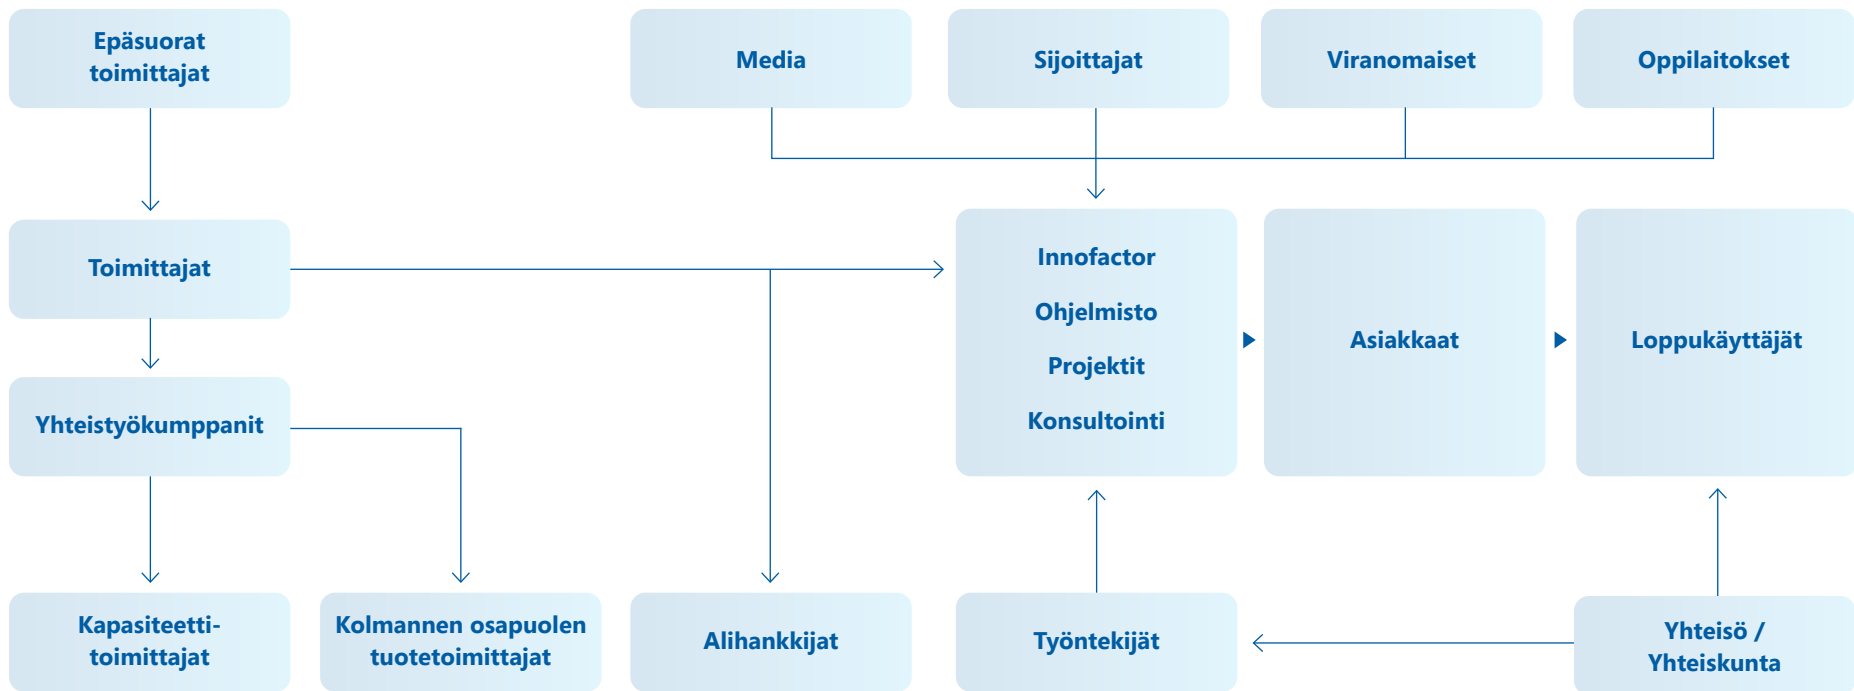 Epäsuorat
toimittajat
Media
Sijoittajat
Viranomaiset
Oppilaitokset
Toimittajat
Innofactor
Ohjelmisto
Projektit
Konsultointi
Asiakkaat
Loppukäyttäjät
Yhteistyökumppanit
Kapasiteetti-
toimittajat
Kolmannen osapuolen
tuotetoimittajat
Alihankkijat
Työntekijät
Yhteisö /
Yhteiskunta